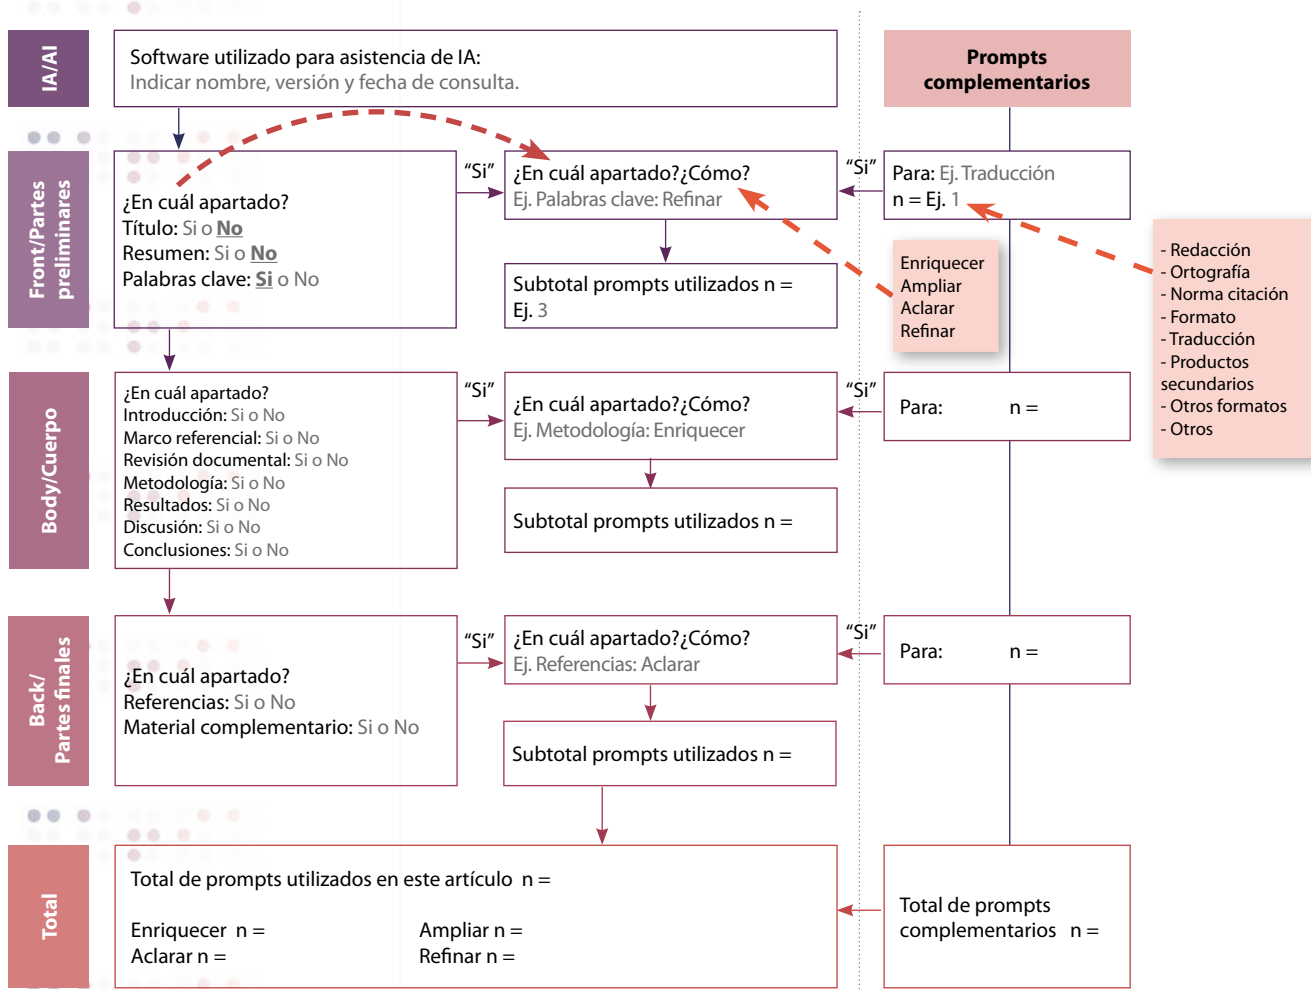 IA/AI
Software utilizado para asistencia de IA:
Indicar nombre, versión y fecha de consulta.
Prompts
complementarios
Front/Partes
preliminares
¿En cuál apartado?
Título: Si o No
Resumen: Si o No
Palabras clave: Si o No
“Si”
¿En cuál apartado?¿Cómo?
Ej. Palabras clave: Refinar
“Si”
Para: Ej. Traducción
n = Ej. 1
Subtotal prompts utilizados n =
Ej. 3
Enriquecer
Ampliar
Aclarar
Refinar
- Redacción
- Ortografía
- Norma citación
- Formato
- Traducción
- Productos
secundarios
- Otros formatos
- Otros
Body/Cuerpo
¿En cuál apartado?
Introducción: Si o No
Marco referencial: Si o No
Revisión documental: Si o No
Metodología: Si o No
Resultados: Si o No
Discusión: Si o No
Conclusiones: Si o No
“Si”
¿En cuál apartado?¿Cómo?
Ej. Metodología: Enriquecer
“Si”
Para: n =
Subtotal prompts utilizados n =
Back/
Partes finales
¿En cuál apartado?
Referencias: Si o No
Material complementario: Si o No
“Si”
¿En cuál apartado?¿Cómo?
Ej. Referencias: Aclarar
“Si”
Para: n =
Subtotal prompts utilizados n =
Total
Total de prompts utilizados en este artículo n =
Enriquecer n = Ampliar n =
Aclarar n = Refinar n =
Total de prompts
complementarios n =